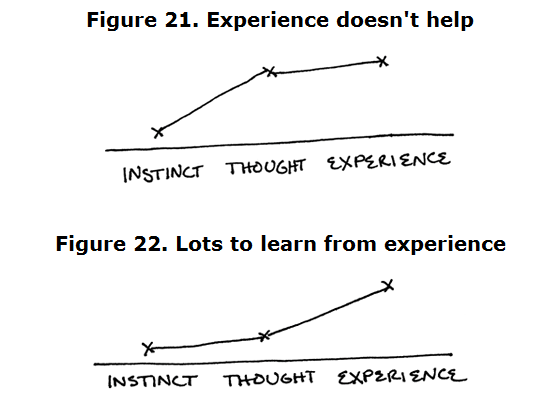 Figure 21. Experience doesn't help
INSTINCT THOUGHT EXPERIENCE
Figure 22. Lots to learn from experience
INSTINCT THOUGHT EXPERIENCE